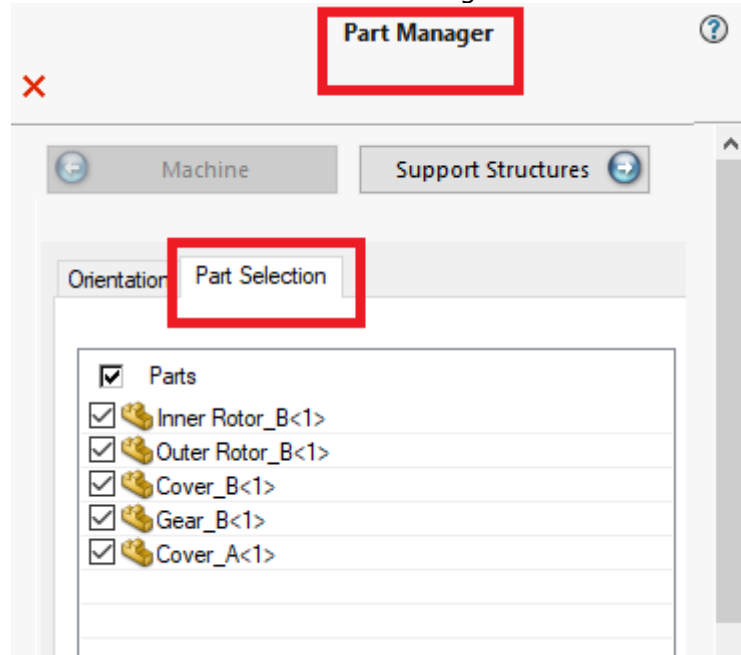 Part Manager
?
Machine
Support Structures
Orientation
Part Selection
Parts
Inner Rotor_B<1>
Outer Rotor_B<1>
Cover_B<1>
Gear_B<1>
Cover_A<1>